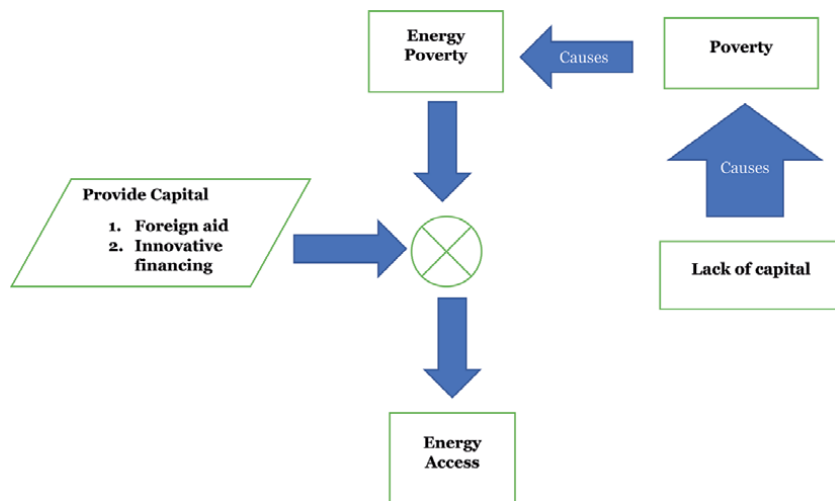 Energy
Poverty
Causes
Poverty
Causes
Provide Capital
1. Foreign aid
2. Innovative
financing
Lack of capital
Energy
Access